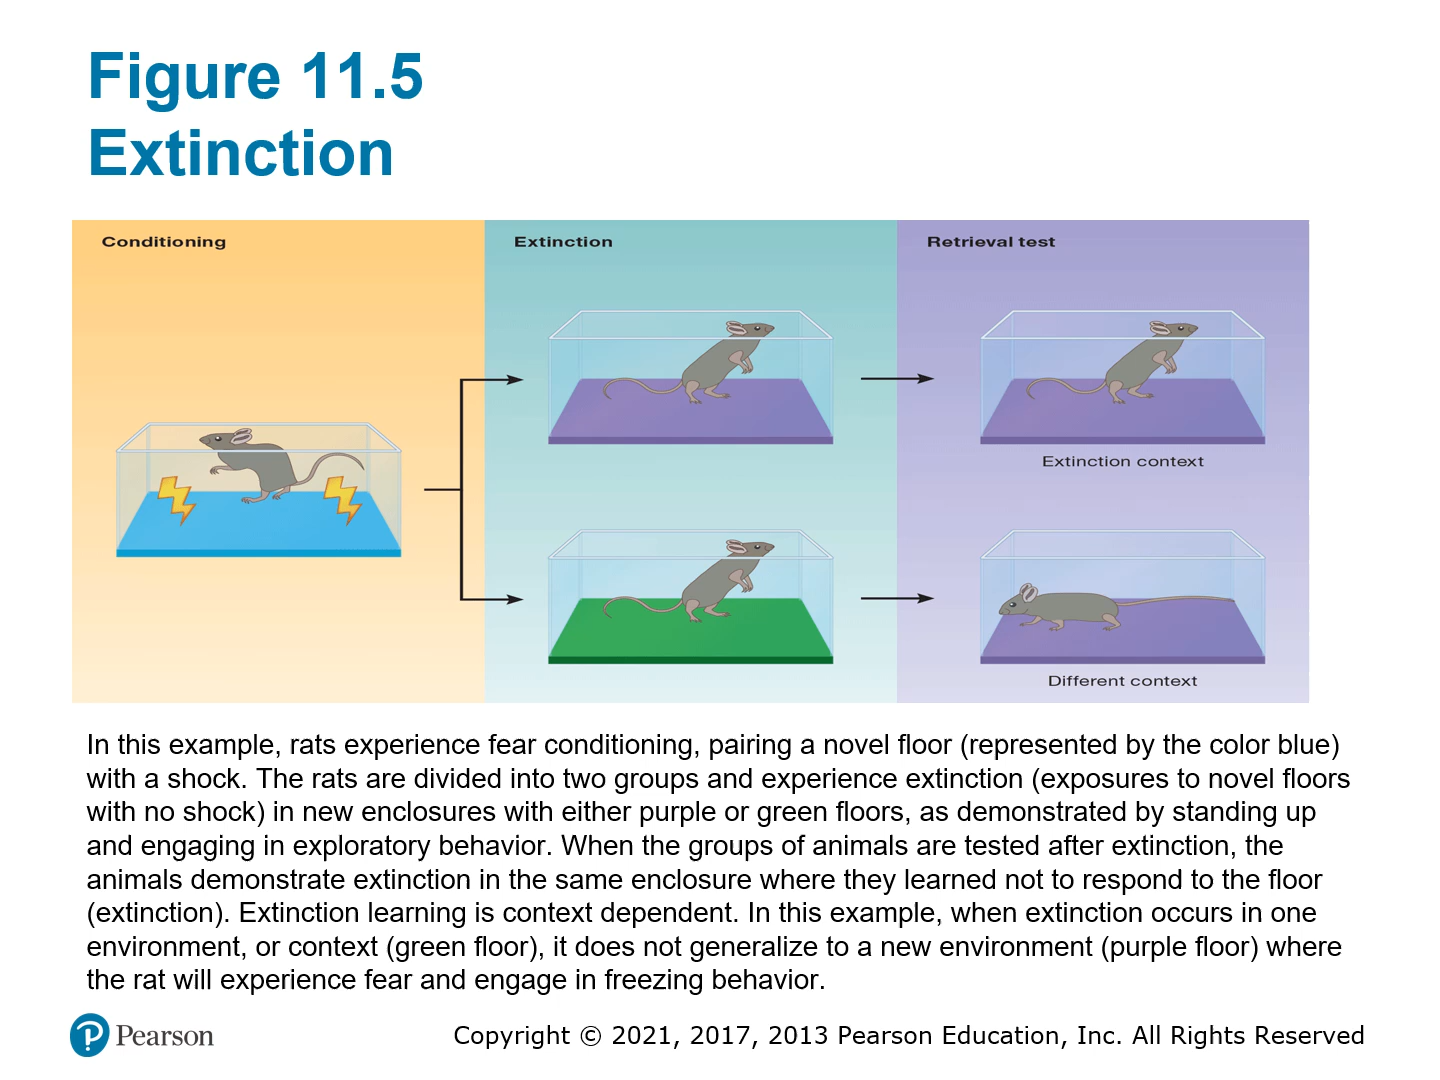 Figure 11.5
Extinction
Conditioning
Extinction
Retrieval test
Extinction context
Different context
In this example, rats experience fear conditioning, pairing a novel floor (represented by the color blue)
with a shock. The rats are divided into two groups and experience extinction (exposures to novel floors
with no shock) in new enclosures with either purple or green floors, as demonstrated by standing up
and engaging in exploratory behavior. When the groups of animals are tested after extinction, the
animals demonstrate extinction in the same enclosure where they learned not to respond to the floor
(extinction). Extinction learning is context dependent. In this example, when extinction occurs in one
environment, or context (green floor), it does not generalize to a new environment (purple floor) where
the rat will experience fear and engage in freezing behavior.
Pearson
Copyright © 2021, 2017, 2013 Pearson Education, Inc. All Rights Reserved